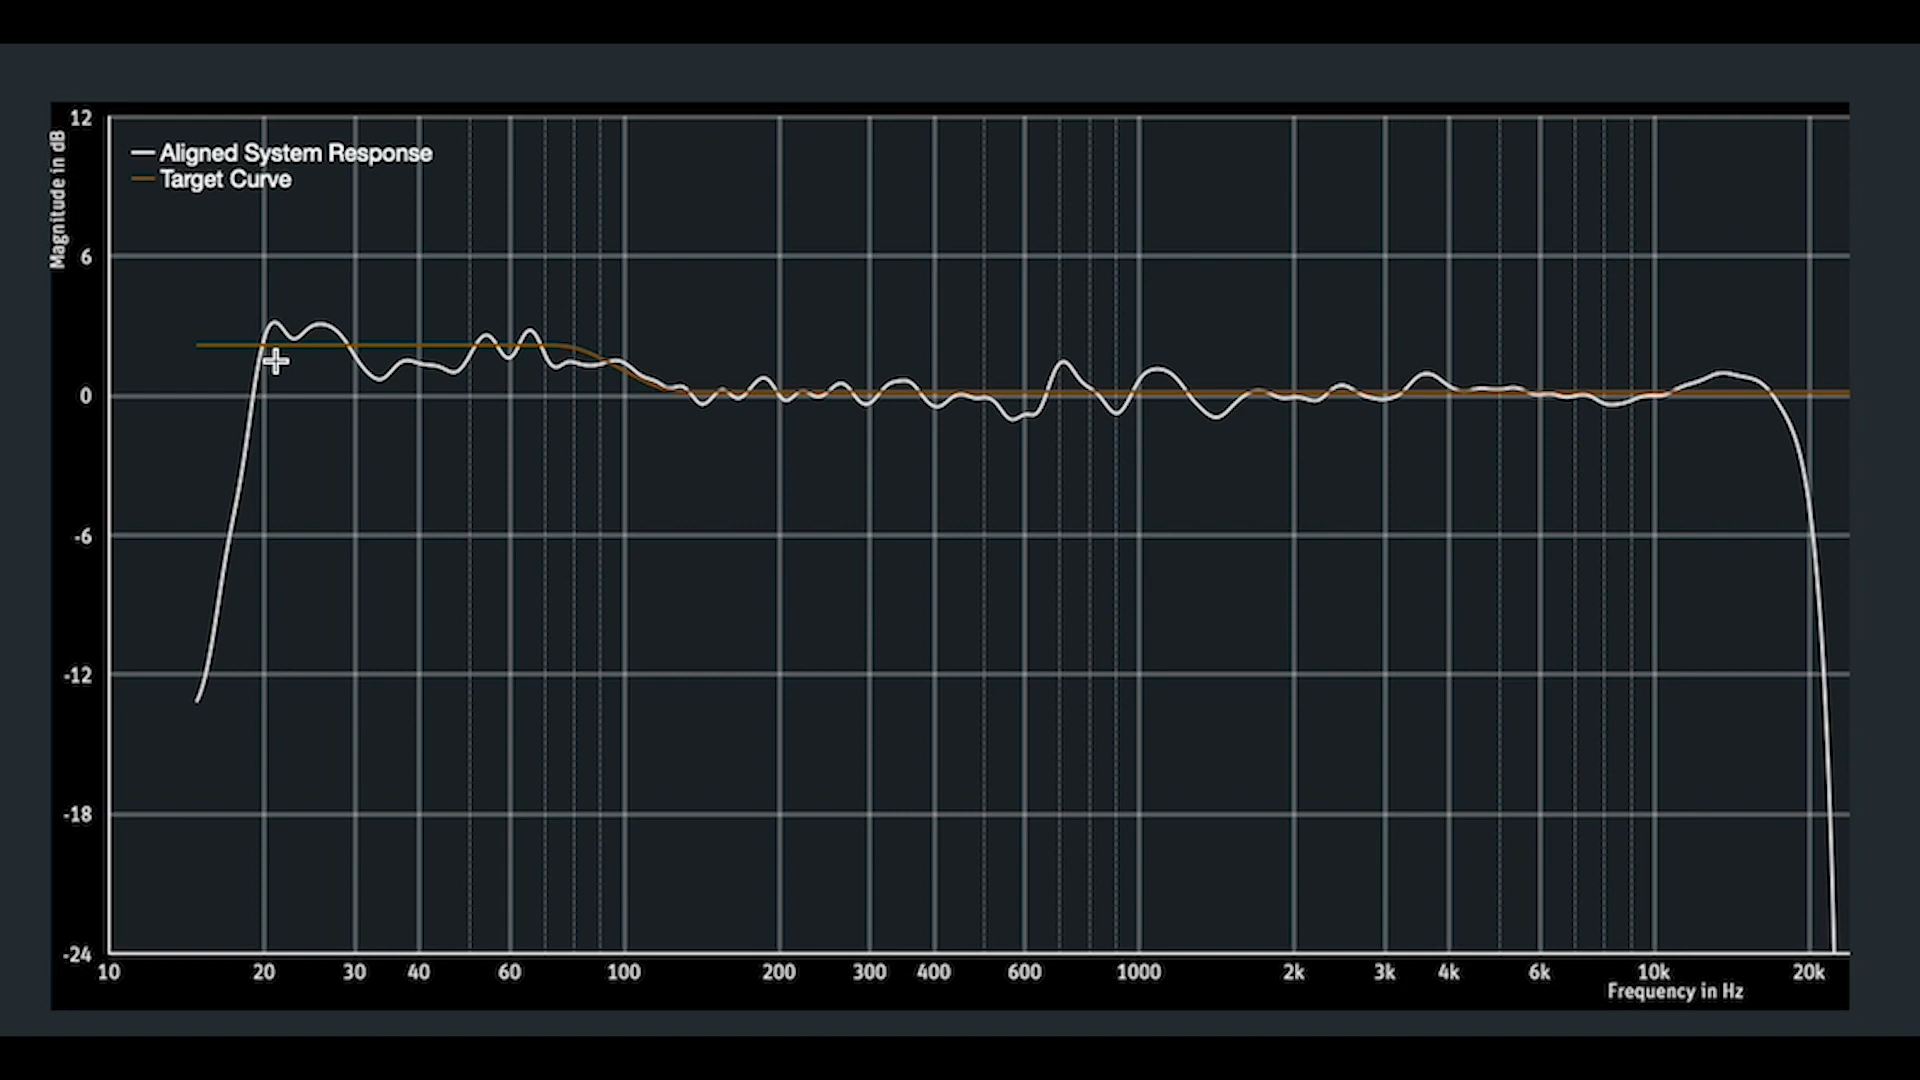 12
Magnitude in dB
Aligned System Response
Target Curve
6
0
-6
-12
-18
-24
10 20 30 40 60 100 200 300 400 600 1000 2k 3k 4k 6k 10k 20k
Frequency in Hz